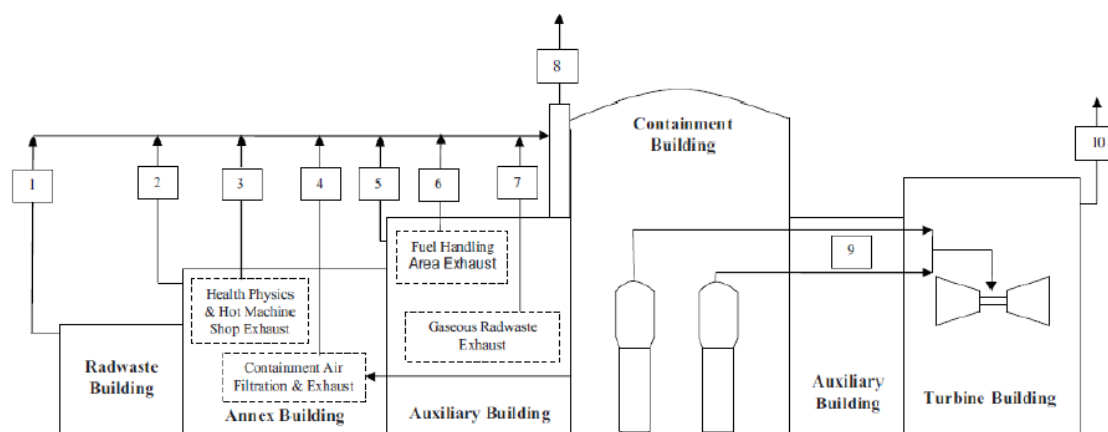 8
Containment
Building
10
1
2
3
4
5
6
7
Fuel Handling
Area Exhaust
9
Health Physics
& Hot Machine
Shop Exhaust
Gaseous Radwaste
Exhaust
Radwaste
Building
Containment Air
Filtration & Exhaust
Annex Building
Auxiliary Building
Auxiliary
Building
Turbine Building